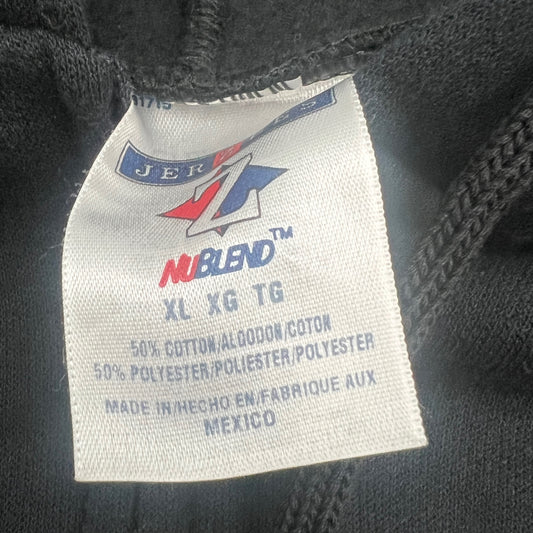 JER
NUBLEND™
XL XG TG
50% COTTON/ALGODON/COTON
50% POLYESTER/POLIESTER/POLYESTER
MADE IN/HECHO EN/FABRIQUE AUX
MEXICO